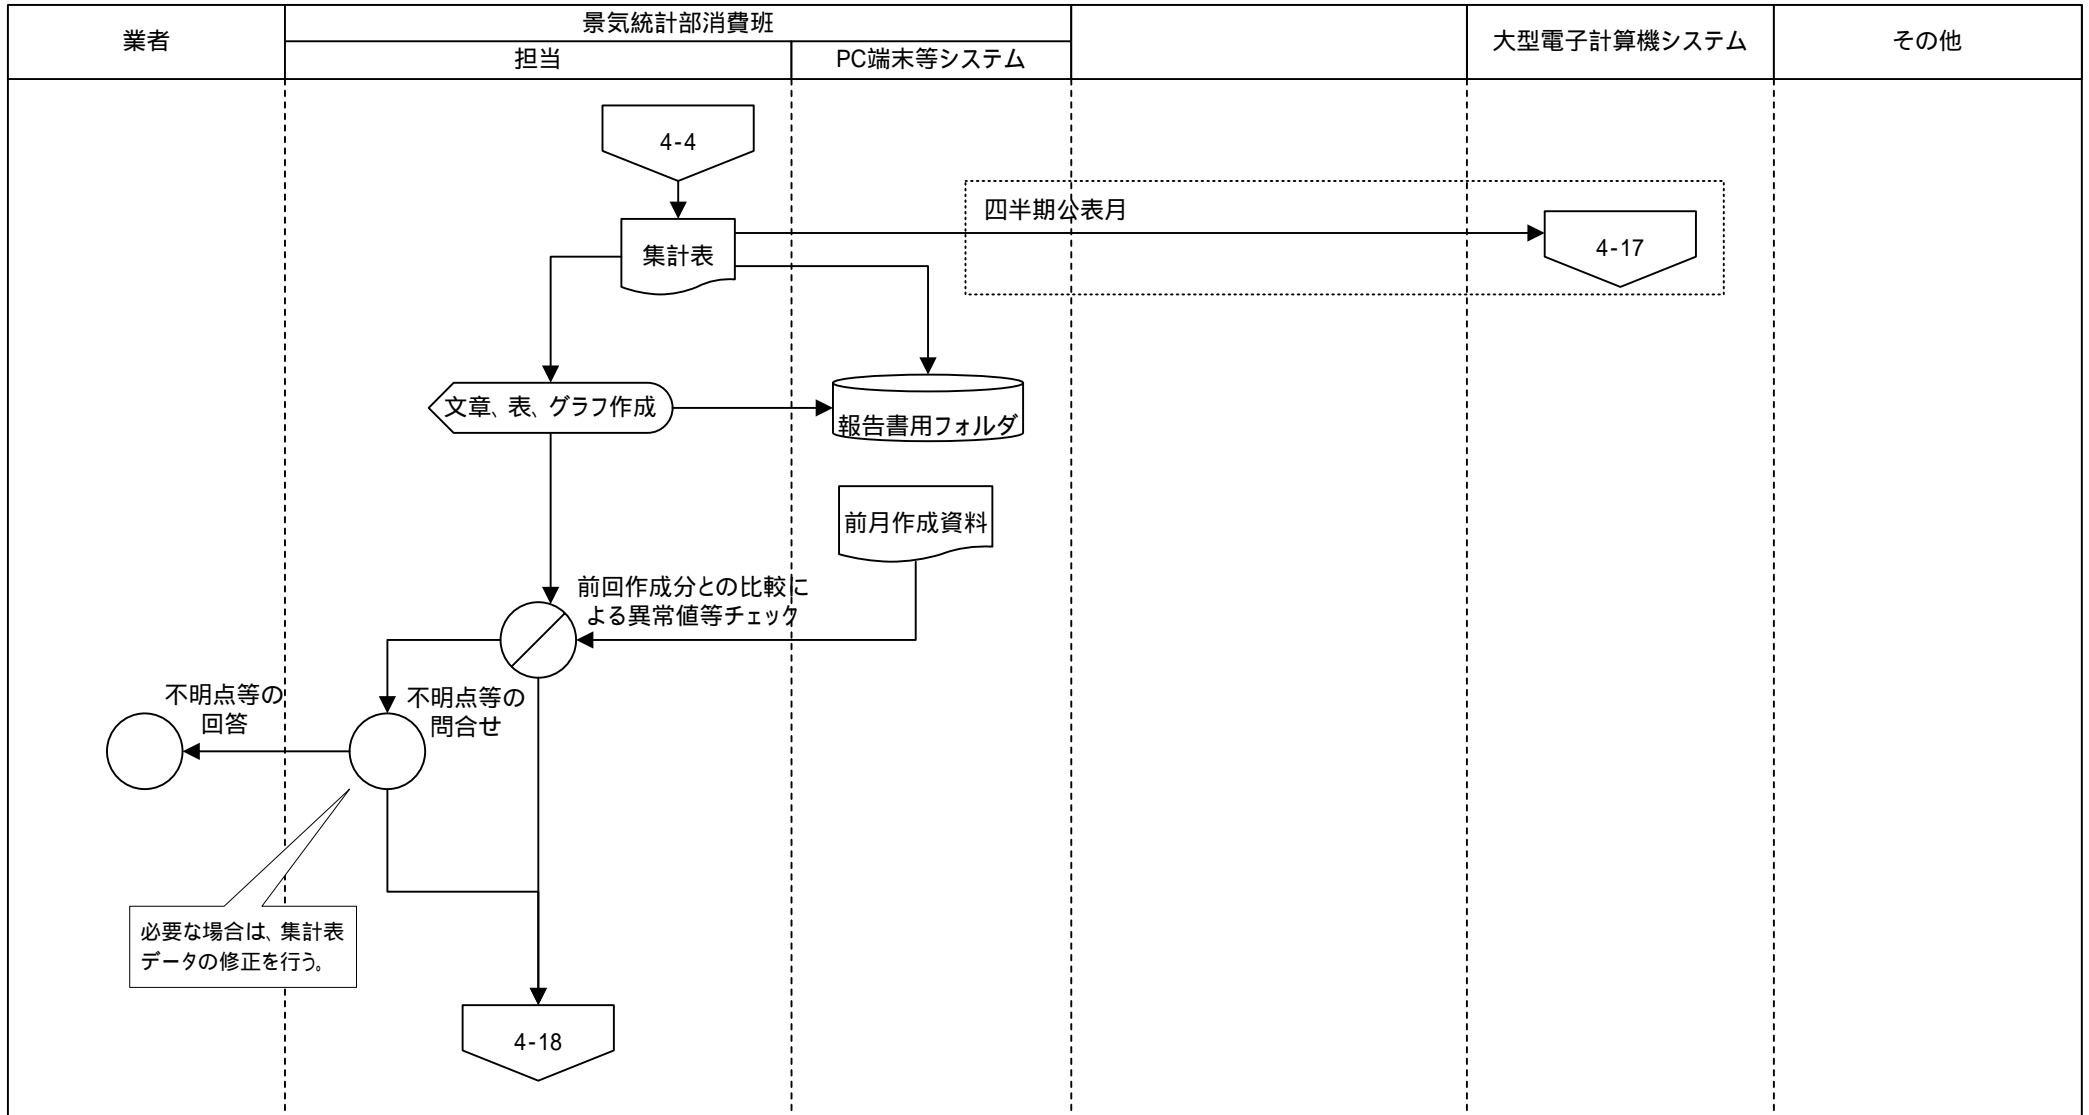 業者
景気統計部消費班
担当
PC端末等システム
大型電子計算機システム
その他
4-4
四半期公表月
集計表
4-17
文章、表、グラフ作成
報告書用フォルダ
前月作成資料
前回作成分との比較に
よる異常値等チェック
不明点等の
回答
不明点等の
問合せ
必要な場合は、集計表
データの修正を行う。
4-18